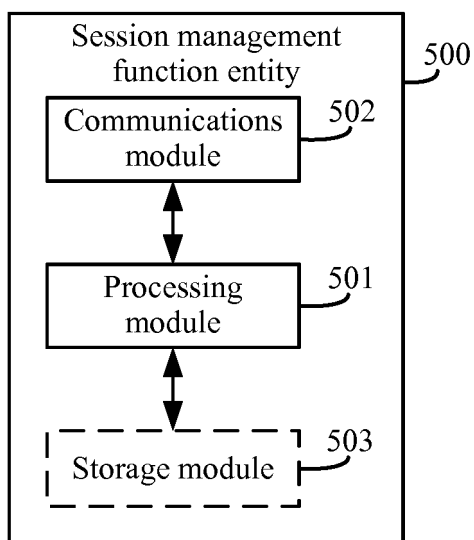 Session management
function entity
500
Communications
module
502
Processing
module
501
Storage module
503